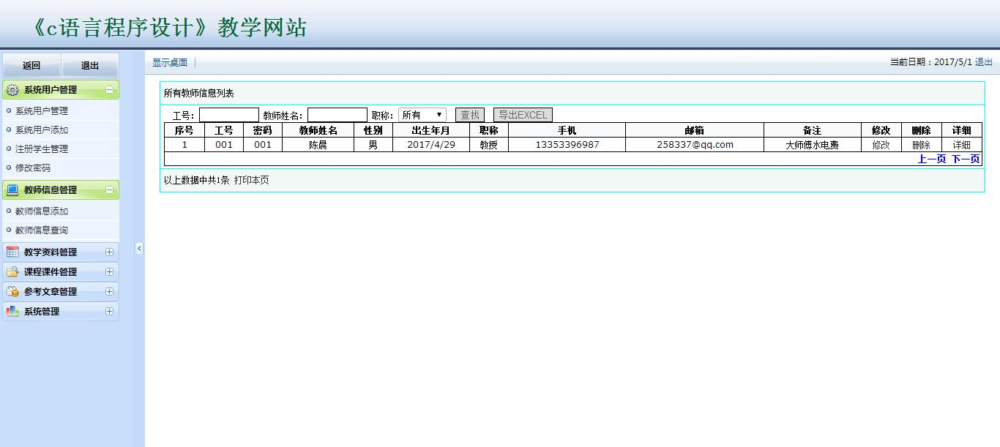 《c语言程序设计》教学网站
返回 退出
系统用户管理
系统用户管理
系统用户添加
注册学生管理
修改密码
教师信息管理
教师信息添加
教师信息查询
教学资料管理
课程课件管理
参考文章管理
系统管理
显示桌面 | 当前日期：2017/5/1 退出
所有教师信息列表
工号： 教师姓名： 职称： 所有 查找 导出EXCEL
序号 工号 密码 教师姓名 性别 出生年月 职称 手机 邮箱 备注 修改 删除 详细
1 001 001 陈晨 男 2017/4/29 教授 13353396987 258337@qq.com 大师傅水电费 修改 删除 详细
上一页 下一页
以上数据中共1条 打印本页